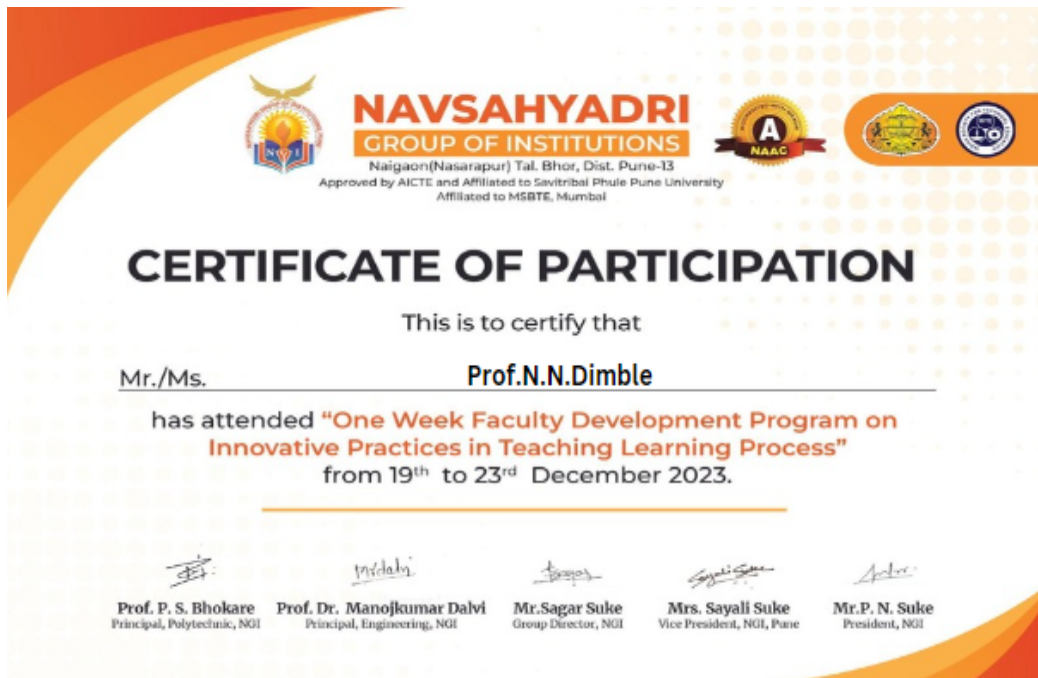 NAVSAHYADRI
GROUP OF INSTITUTIONS
Naigaon(Nasarapur) Tal. Bhor, Dist. Pune-13
Approved by AICTE and Affiliated to Savitribai Phule Pune University
Affiliated to MSBTE, Mumbai
NGI
A
NAAC
CERTIFICATE OF PARTICIPATION
This is to certify that
Mr./Ms. Prof.N.N.Dimble
has attended “One Week Faculty Development Program on
Innovative Practices in Teaching Learning Process”
from 19th to 23rd December 2023.
Prof. P. S. Bhokare
Principal, Polytechnic, NGI
Prof. Dr. Manojkumar Dalvi
Principal, Engineering, NGI
Mr.Sagar Suke
Group Director, NGI
Mrs. Sayali Suke
Vice President, NGI, Pune
Mr.P. N. Suke
President, NGI